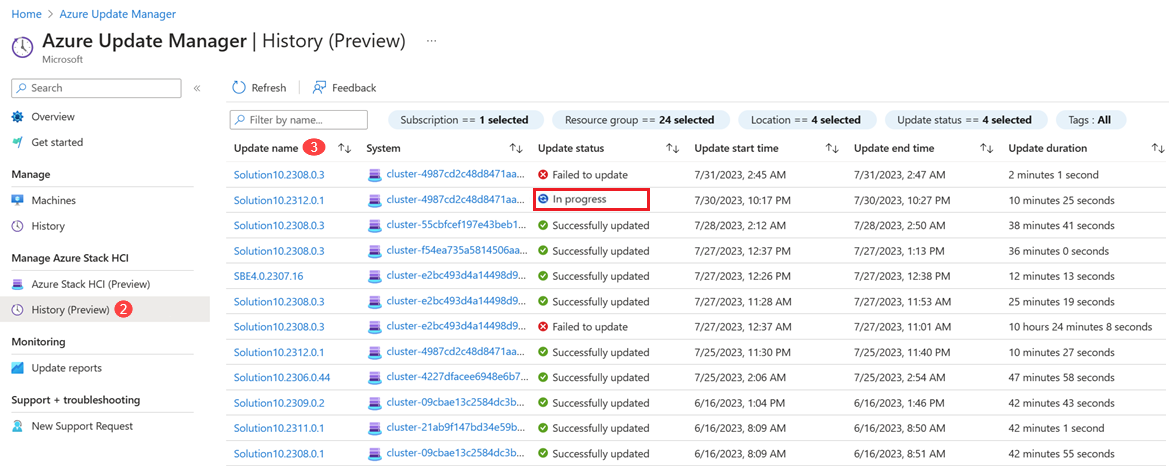 Home > Azure Update Manager
Azure Update Manager | History (Preview) ...
Microsoft
Search «
Refresh | Feedback
Overview
Get started
Manage
Machines
History
Manage Azure Stack HCI
Azure Stack HCI (Preview)
History (Preview) 2
Monitoring
Update reports
Support + troubleshooting
New Support Request
Filter by name... Subscription == 1 selected Resource group == 24 selected Location == 4 selected Update status == 4 selected Tags : All
Update name 3 ↑↓ System ↑↓ Update status ↑↓ Update start time ↑↓ Update end time ↑↓ Update duration ↑↓
Solution10.2308.0.3 cluster-4987cd2c48d8471aa... Failed to update 7/31/2023, 2:45 AM 7/31/2023, 2:47 AM 2 minutes 1 second
Solution10.2312.0.1 cluster-4987cd2c48d8471aa... In progress 7/30/2023, 10:17 PM 7/30/2023, 10:27 PM 10 minutes 25 seconds
Solution10.2308.0.3 cluster-55cbfcef197e43beb1... Successfully updated 7/28/2023, 2:12 AM 7/28/2023, 2:50 AM 38 minutes 41 seconds
Solution10.2308.0.3 cluster-f54ea735a5814506aa... Successfully updated 7/27/2023, 12:37 PM 7/27/2023, 1:13 PM 36 minutes 0 seconds
SBE4.0.2307.16 cluster-e2bc493d4a14498d9... Successfully updated 7/27/2023, 12:26 PM 7/27/2023, 12:38 PM 12 minutes 13 seconds
Solution10.2308.0.3 cluster-e2bc493d4a14498d9... Successfully updated 7/27/2023, 11:28 AM 7/27/2023, 11:53 AM 25 minutes 19 seconds
Solution10.2308.0.3 cluster-e2bc493d4a14498d9... Failed to update 7/27/2023, 12:37 AM 7/27/2023, 11:01 AM 10 hours 24 minutes 8 seconds
Solution10.2312.0.1 cluster-4987cd2c48d8471aa... Successfully updated 7/25/2023, 11:30 PM 7/25/2023, 11:40 PM 10 minutes 27 seconds
Solution10.2306.0.44 cluster-4227dfacee6948e6b7... Successfully updated 7/25/2023, 2:06 AM 7/25/2023, 2:54 AM 47 minutes 58 seconds
Solution10.2309.0.2 cluster-09cbae13c2584dc3b... Successfully updated 6/16/2023, 1:04 PM 6/16/2023, 1:46 PM 42 minutes 43 seconds
Solution10.2311.0.1 cluster-21ab9f147bd34e59b... Successfully updated 6/16/2023, 8:09 AM 6/16/2023, 8:50 AM 42 minutes 1 second
Solution10.2308.0.1 cluster-09cbae13c2584dc3b... Successfully updated 6/16/2023, 8:09 AM 6/16/2023, 8:51 AM 42 minutes 55 seconds